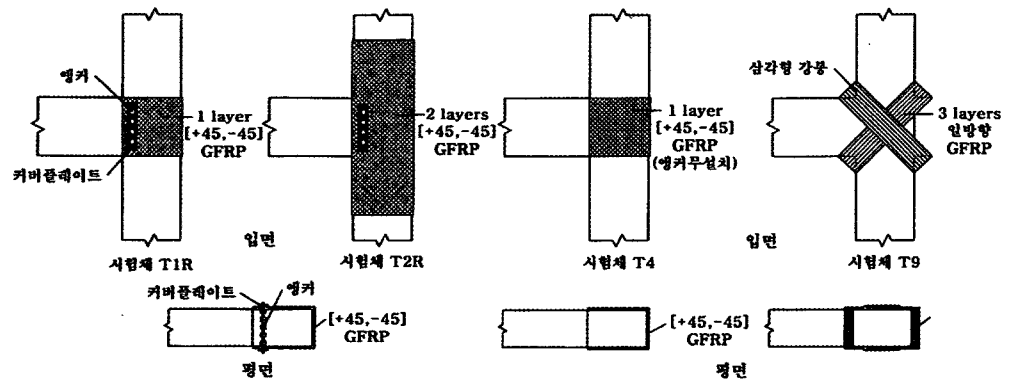 앵커
1 layer
[+45,-45]
GFRP
커버플레이트
시험체 T1R
2 layers
[+45,-45]
GFRP
입면
시험체 T2R
1 layer
[+45,-45]
GFRP
(앵커무설치)
시험체 T4
삼각형 강봉
3 layers
일방향
GFRP
입면
시험체 T9
커버플레이트
앵커
[+45,-45]
GFRP
평면
[+45,-45]
GFRP
평면